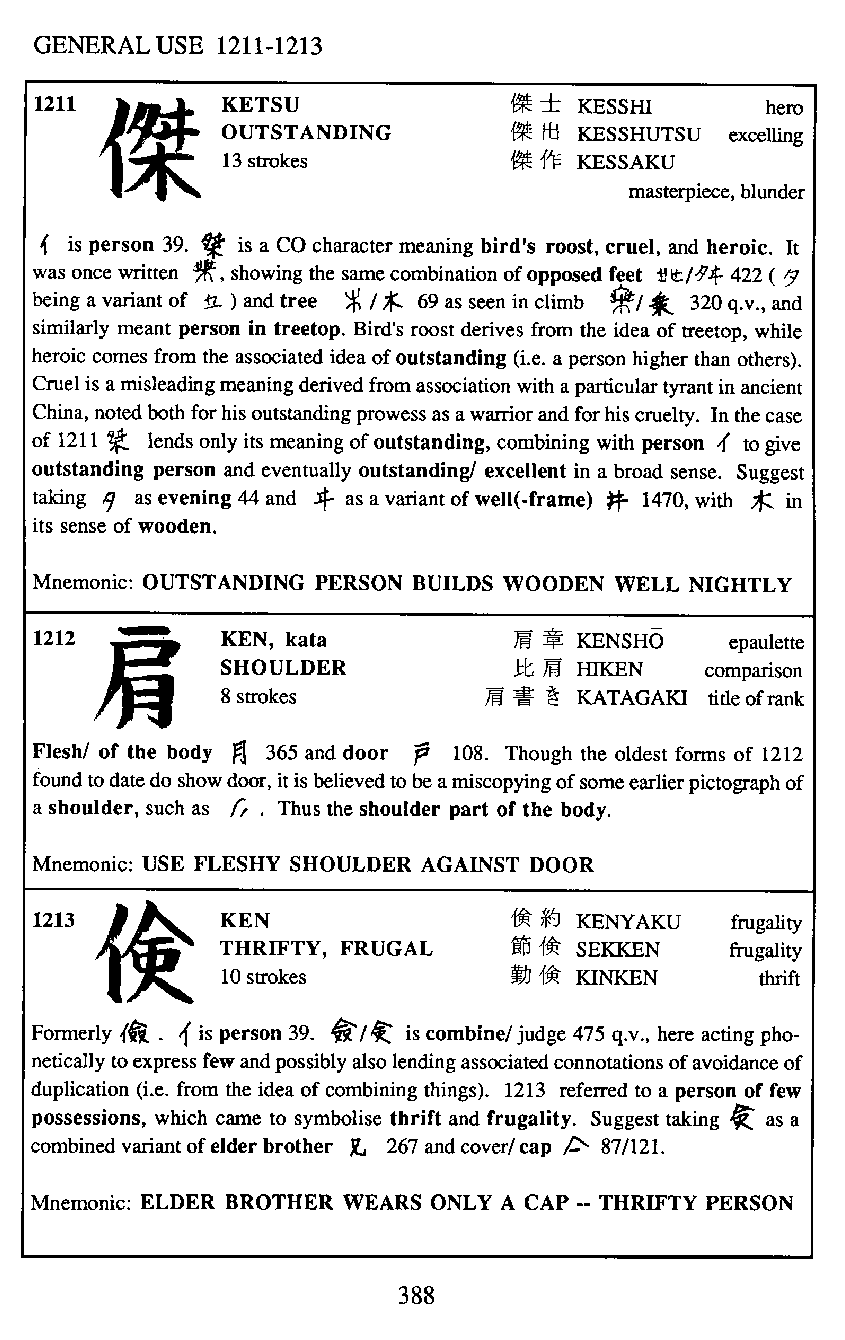 GENERAL USE 1211-1213
1211 傑 KETSU 傑士 KESSHI hero
OUTSTANDING 傑出 KESSHUTSU excelling
13 strokes 傑作 KESSAKU
masterpiece, blunder
亻 is person 39. 桀 is a CO character meaning bird's roost, cruel, and heroic. It
was once written , showing the same combination of opposed feet / 422 ( 夕
being a variant of ) and tree / 木 69 as seen in climb / 320 q.v., and
similarly meant person in treetop. Bird's roost derives from the idea of treetop, while
heroic comes from the associated idea of outstanding (i.e. a person higher than others).
Cruel is a misleading meaning derived from association with a particular tyrant in ancient
China, noted both for his outstanding prowess as a warrior and for his cruelty. In the case
of 1211 桀 lends only its meaning of outstanding, combining with person 亻 to give
outstanding person and eventually outstanding/ excellent in a broad sense. Suggest
taking 夕 as evening 44 and 㐄 as a variant of well(-frame) 井 1470, with 木 in
its sense of wooden.
Mnemonic: OUTSTANDING PERSON BUILDS WOODEN WELL NIGHTLY
1212 肩 KEN, kata 肩章 KENSHŌ epaulette
SHOULDER 比肩 HIKEN comparison
8 strokes 肩書き KATAGAKI title of rank
Flesh/ of the body 月 365 and door 戸 108. Though the oldest forms of 1212
found to date do show door, it is believed to be a miscopying of some earlier pictograph of
a shoulder, such as . Thus the shoulder part of the body.
Mnemonic: USE FLESHY SHOULDER AGAINST DOOR
1213 倹 KEN 倹約 KENYAKU frugality
THRIFTY, FRUGAL 節倹 SEKKEN frugality
10 strokes 勤倹 KINKEN thrift
Formerly 儉 . 亻 is person 39. 僉/㑒 is combine/ judge 475 q.v., here acting pho-
netically to express few and possibly also lending associated connotations of avoidance of
duplication (i.e. from the idea of combining things). 1213 referred to a person of few
possessions, which came to symbolise thrift and frugality. Suggest taking 㑒 as a
combined variant of elder brother 兄 267 and cover/ cap 𠆢 87/121.
Mnemonic: ELDER BROTHER WEARS ONLY A CAP -- THRIFTY PERSON
388